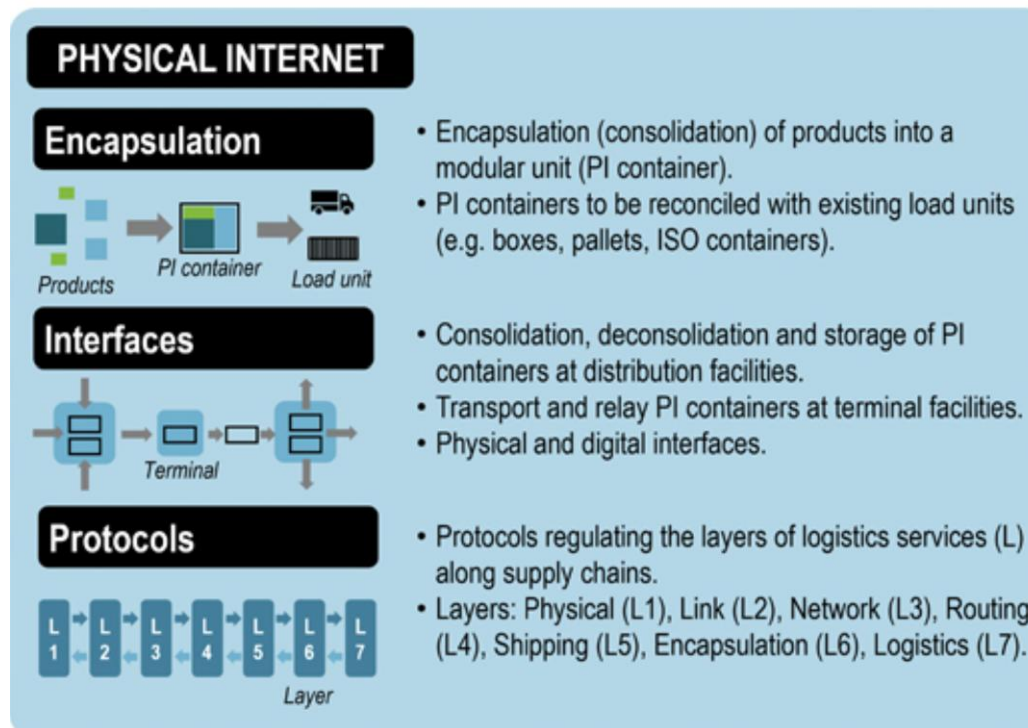 PHYSICAL INTERNET
Encapsulation
Products
PI container
Load unit
• Encapsulation (consolidation) of products into a
modular unit (PI container).
• PI containers to be reconciled with existing load units
(e.g. boxes, pallets, ISO containers).
Interfaces
Terminal
• Consolidation, deconsolidation and storage of PI
containers at distribution facilities.
• Transport and relay PI containers at terminal facilities.
• Physical and digital interfaces.
Protocols
L 1
L 2
L 3
L 4
L 5
L 6
L 7
Layer
• Protocols regulating the layers of logistics services (L)
along supply chains.
• Layers: Physical (L1), Link (L2), Network (L3), Routing
(L4), Shipping (L5), Encapsulation (L6), Logistics (L7).